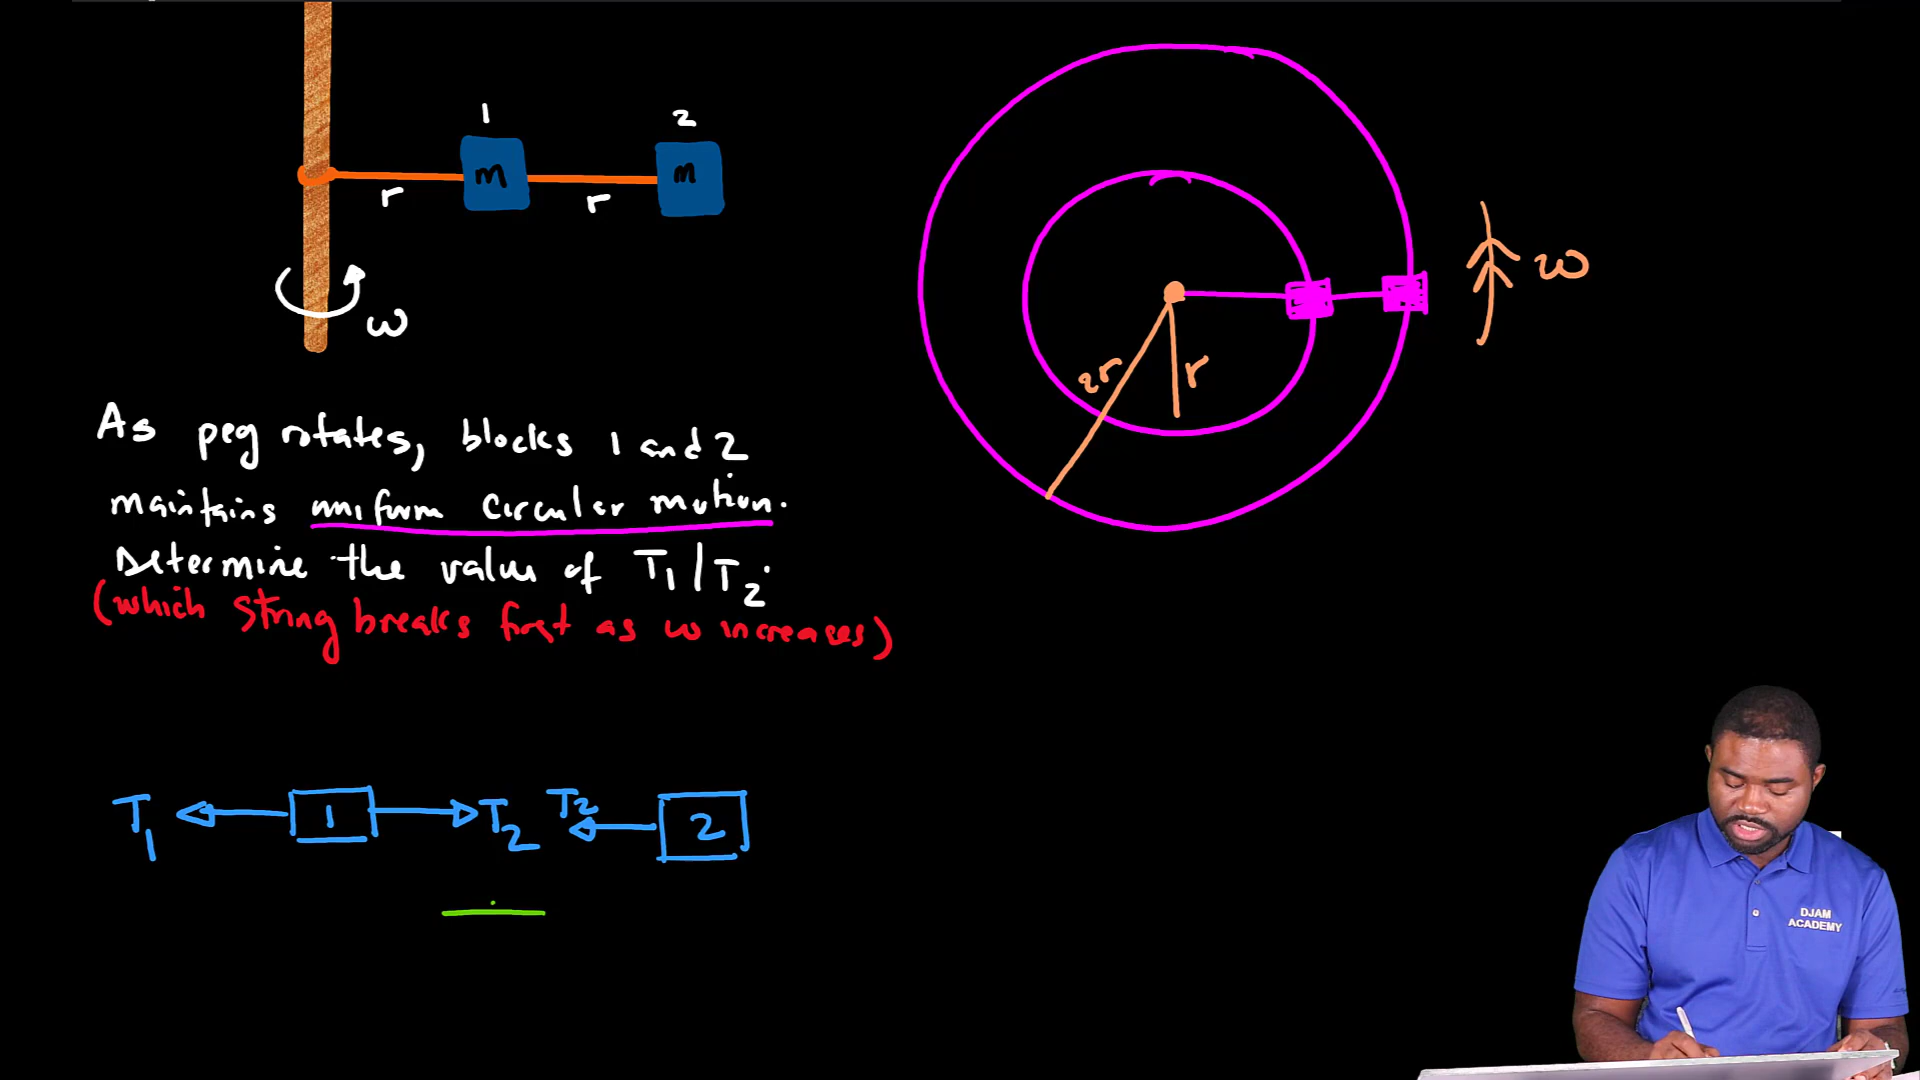 1
2
m
m
r
r
ω
ω
2r
r
As peg rotates, blocks 1 and 2
maintains uniform circular motion.
Determine the value of T1/T2.
(which string breaks first as ω increases)
T1
1
T2
T2
2
DJAM
ACADEMY